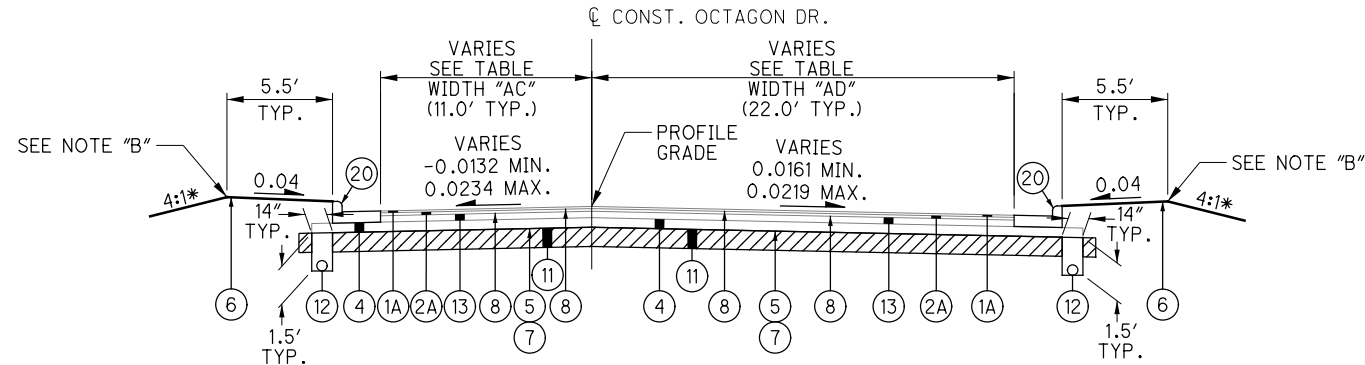 ℄ CONST. OCTAGON DR.
VARIES
SEE TABLE
WIDTH "AC"
(11.0' TYP.)
VARIES
SEE TABLE
WIDTH "AD"
(22.0' TYP.)
5.5'
TYP.
5.5'
TYP.
SEE NOTE "B"
PROFILE
GRADE
SEE NOTE "B"
VARIES
-0.0132 MIN.
0.0234 MAX.
VARIES
0.0161 MIN.
0.0219 MAX.
4:1*
0.04
20
20
0.04
4:1*
14"
TYP.
14"
TYP.
11
11
6
12
4
1A
2A
13
8
5
7
8
4
8
5
7
8
13
2A
1A
12
6
1.5'
TYP.
1.5'
TYP.